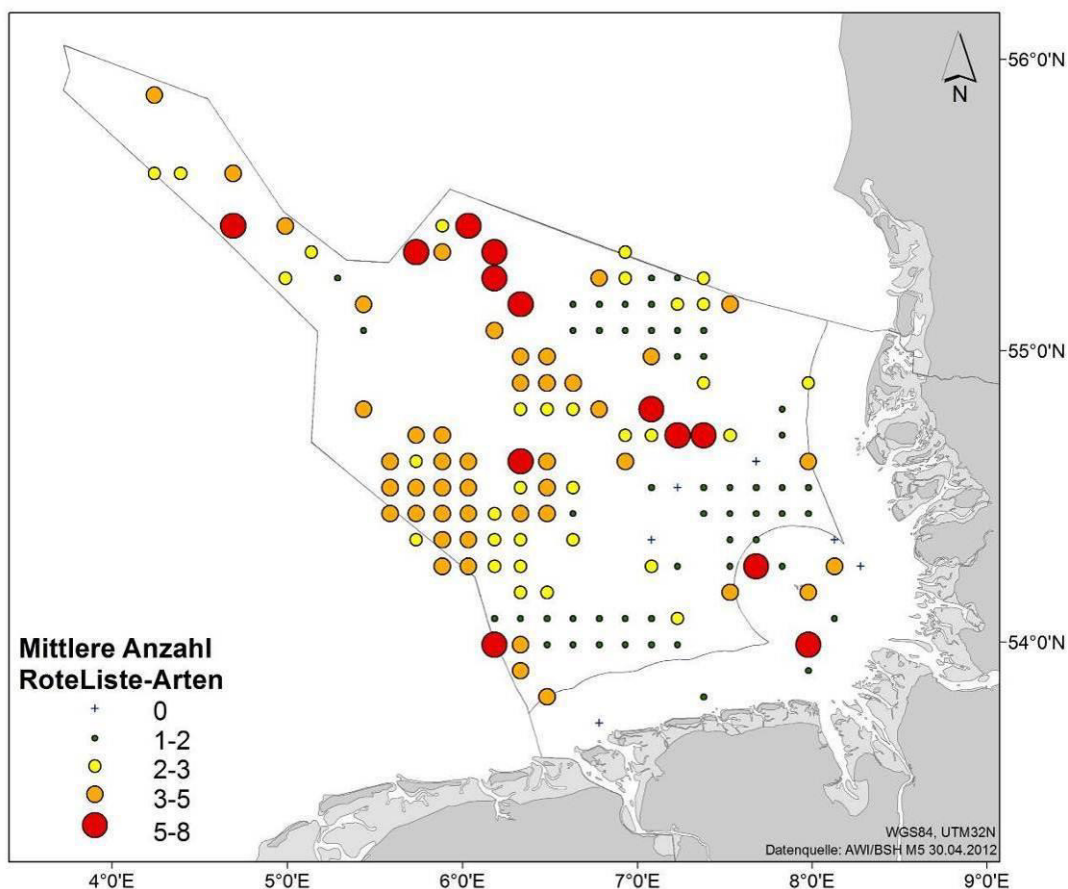 56°0'N
N
55°0'N
54°0'N
Mittlere Anzahl
RoteListe-Arten
0
1-2
2-3
3-5
5-8
WGS84, UTM32N
Datenquelle: AWI/BSH M5 30.04.2012
4°0'E 5°0'E 6°0'E 7°0'E 8°0'E 9°0'E